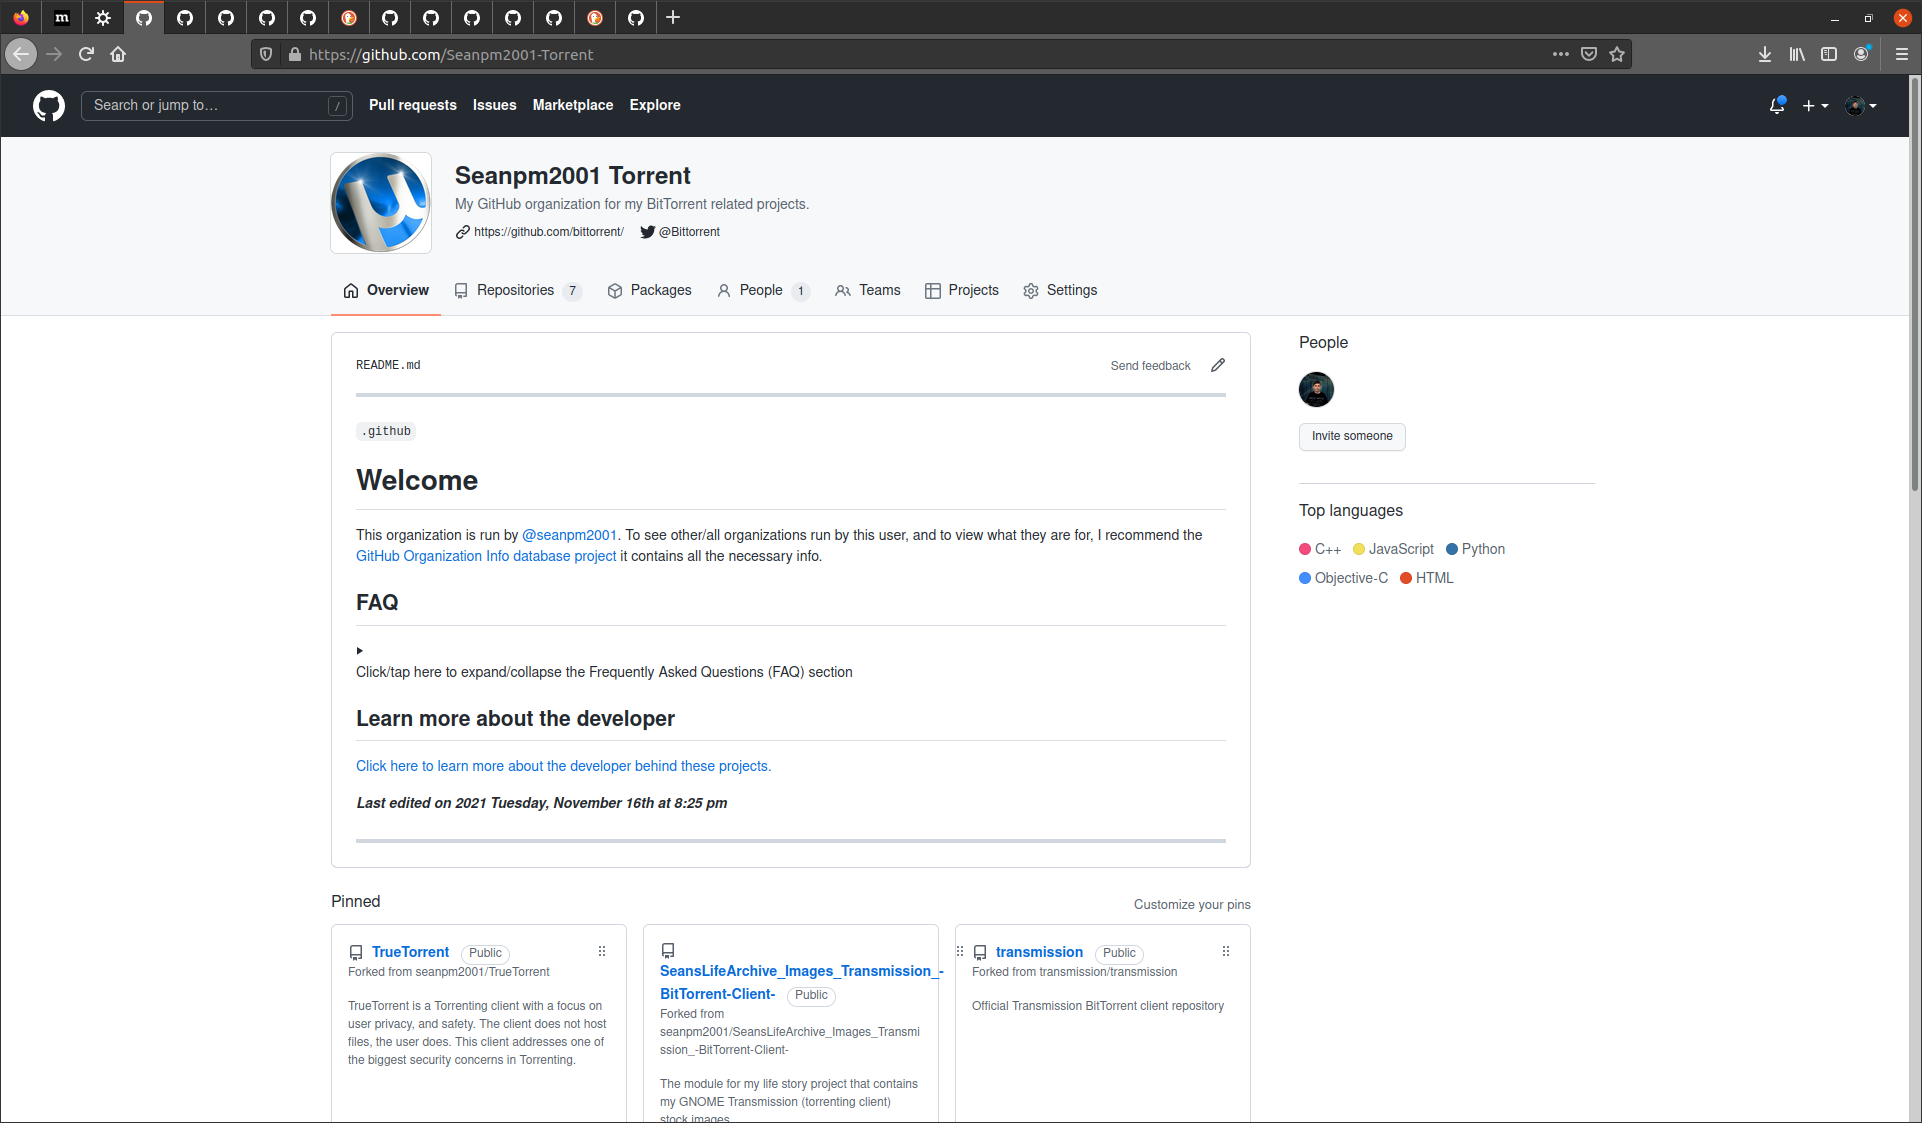 m
https://github.com/Seanpm2001-Torrent
Search or jump to…
/
Pull requests
Issues
Marketplace
Explore
Seanpm2001 Torrent
My GitHub organization for my BitTorrent related projects.
https://github.com/bittorrent/
@Bittorrent
Overview
Repositories 7
Packages
People 1
Teams
Projects
Settings
README.md
Send feedback
.github
Welcome
This organization is run by @seanpm2001. To see other/all organizations run by this user, and to view what they are for, I recommend the
GitHub Organization Info database project it contains all the necessary info.
FAQ
Click/tap here to expand/collapse the Frequently Asked Questions (FAQ) section
Learn more about the developer
Click here to learn more about the developer behind these projects.
Last edited on 2021 Tuesday, November 16th at 8:25 pm
People
Invite someone
Top languages
C++ JavaScript Python
Objective-C HTML
Pinned
Customize your pins
TrueTorrent Public
Forked from seanpm2001/TrueTorrent
TrueTorrent is a Torrenting client with a focus on
user privacy, and safety. The client does not host
files, the user does. This client addresses one of
the biggest security concerns in Torrenting.
SeansLifeArchive_Images_Transmission_-
BitTorrent-Client- Public
Forked from
seanpm2001/SeansLifeArchive_Images_Transmi
ssion_-BitTorrent-Client-
The module for my life story project that contains
my GNOME Transmission (torrenting client)
stock images
transmission Public
Forked from transmission/transmission
Official Transmission BitTorrent client repository